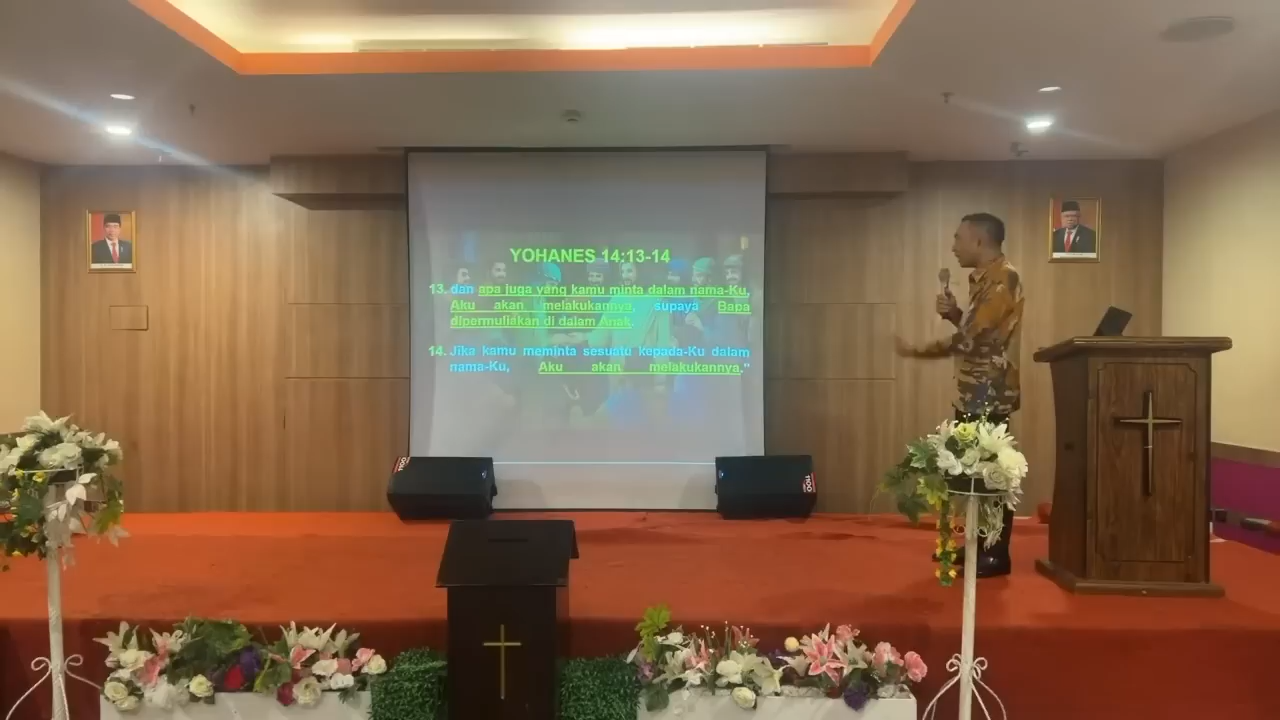 YOHANES 14:13-14
13. dan apa juga yang kamu minta dalam nama-Ku,
Aku akan melakukannya, supaya Bapa
dipermuliakan di dalam Anak.
14. Jika kamu meminta sesuatu kepada-Ku dalam
nama-Ku, Aku akan melakukannya."